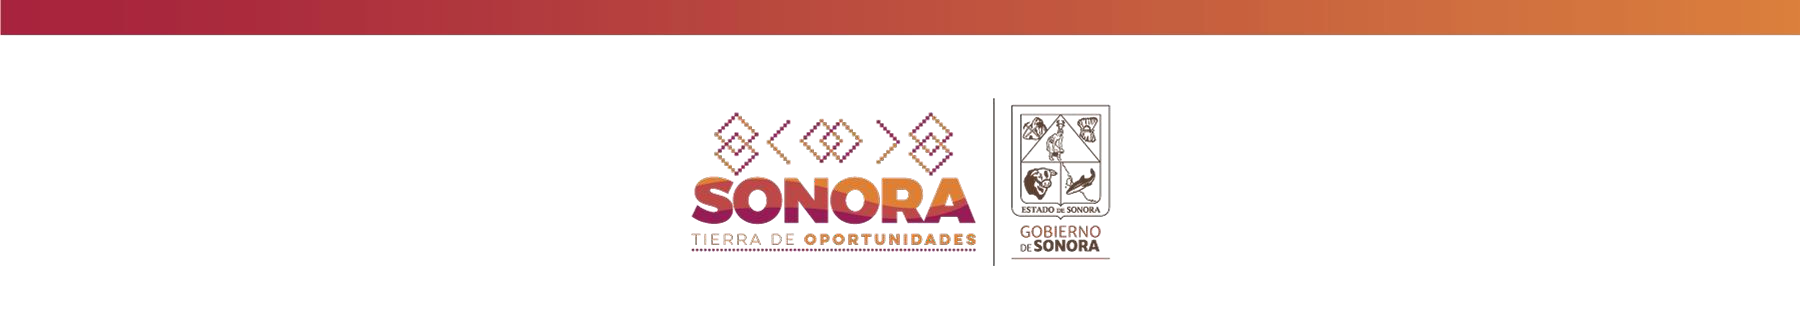 SONORA
TIERRA DE OPORTUNIDADES
ESTADO DE SONORA
GOBIERNO
DE SONORA